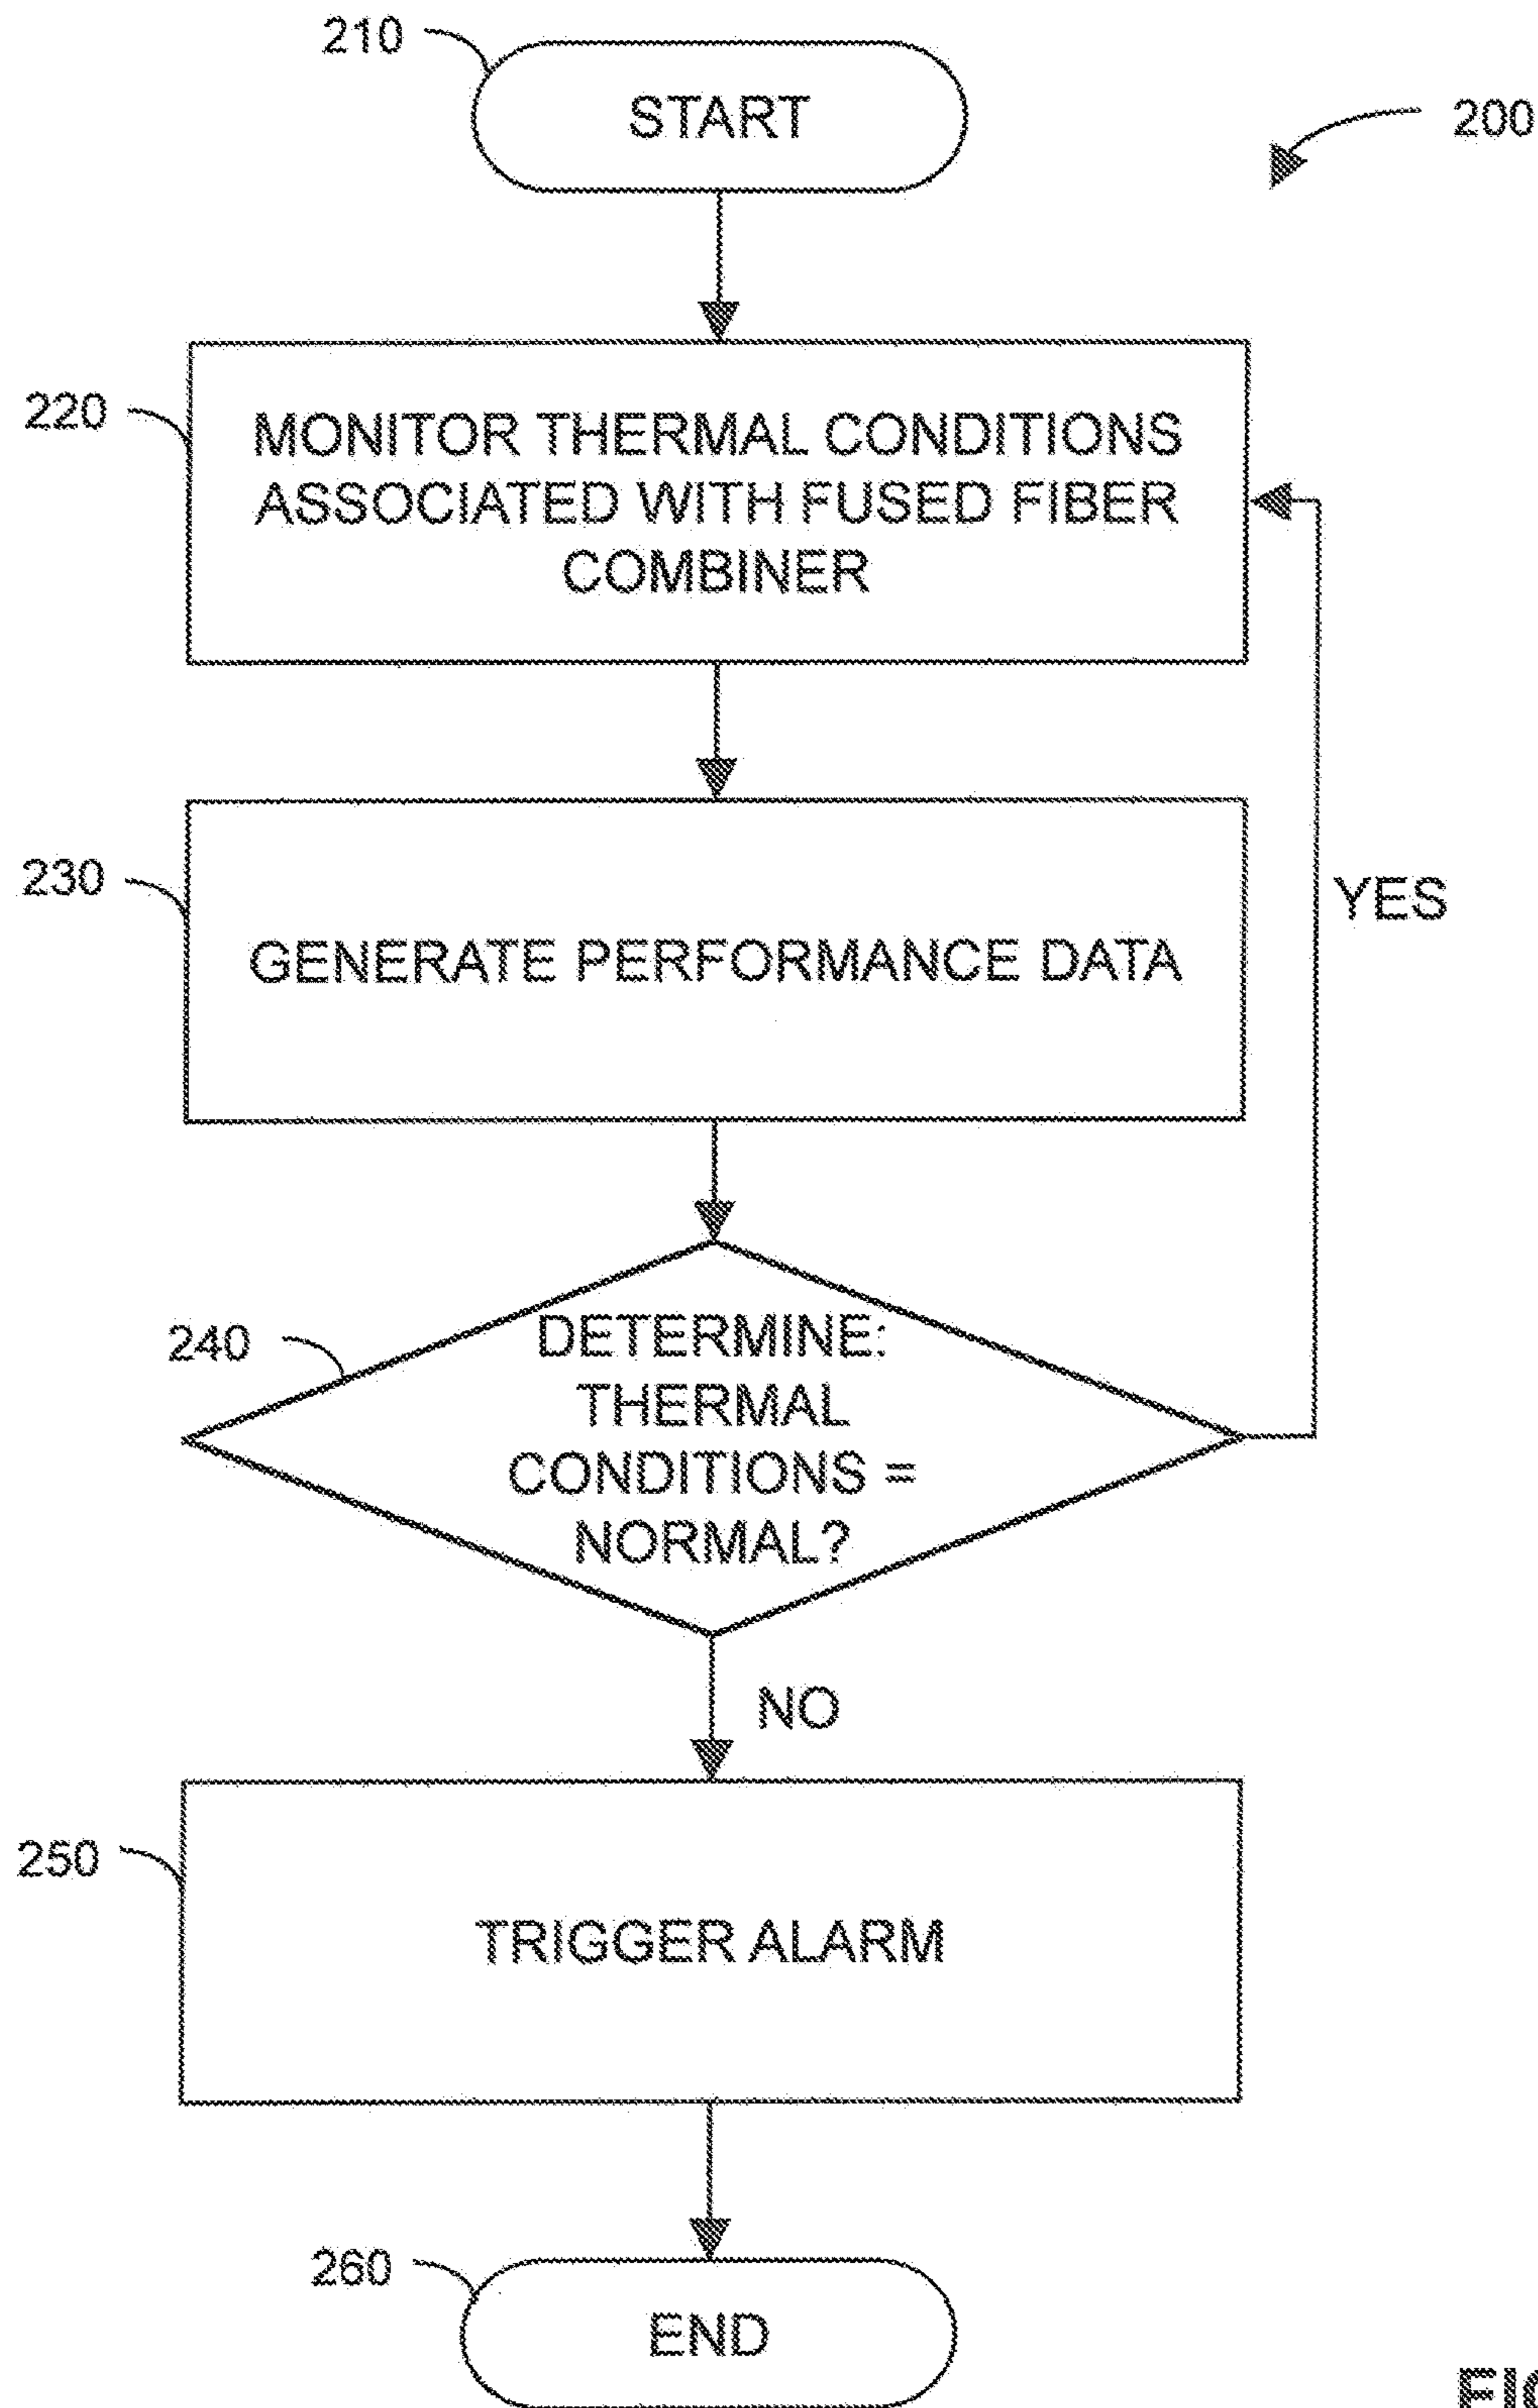 210
START
200
220
MONITOR THERMAL CONDITIONS
ASSOCIATED WITH FUSED FIBER
COMBINER
230
GENERATE PERFORMANCE DATA
YES
240
DETERMINE:
THERMAL
CONDITIONS =
NORMAL?
NO
250
TRIGGER ALARM
260
END